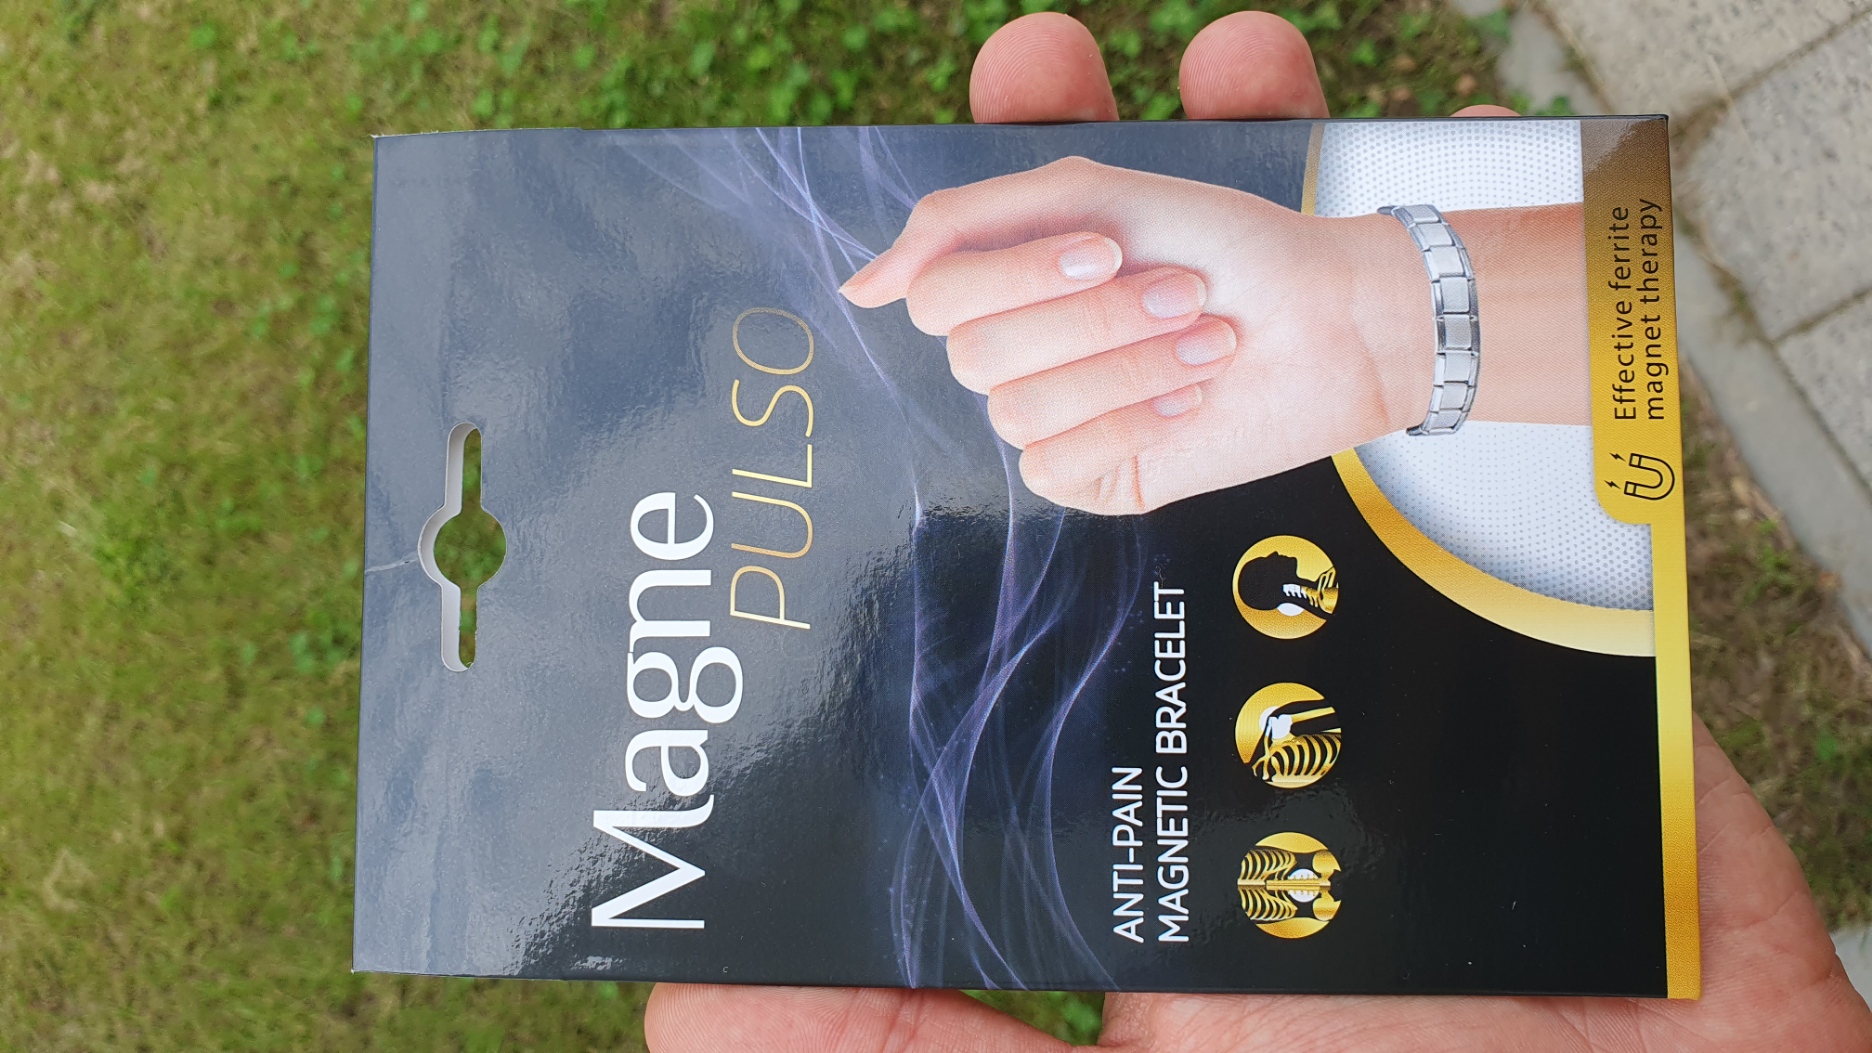 Magne
PULSO
ANTI-PAIN
MAGNETIC BRACELET
Effective ferrite
magnet therapy